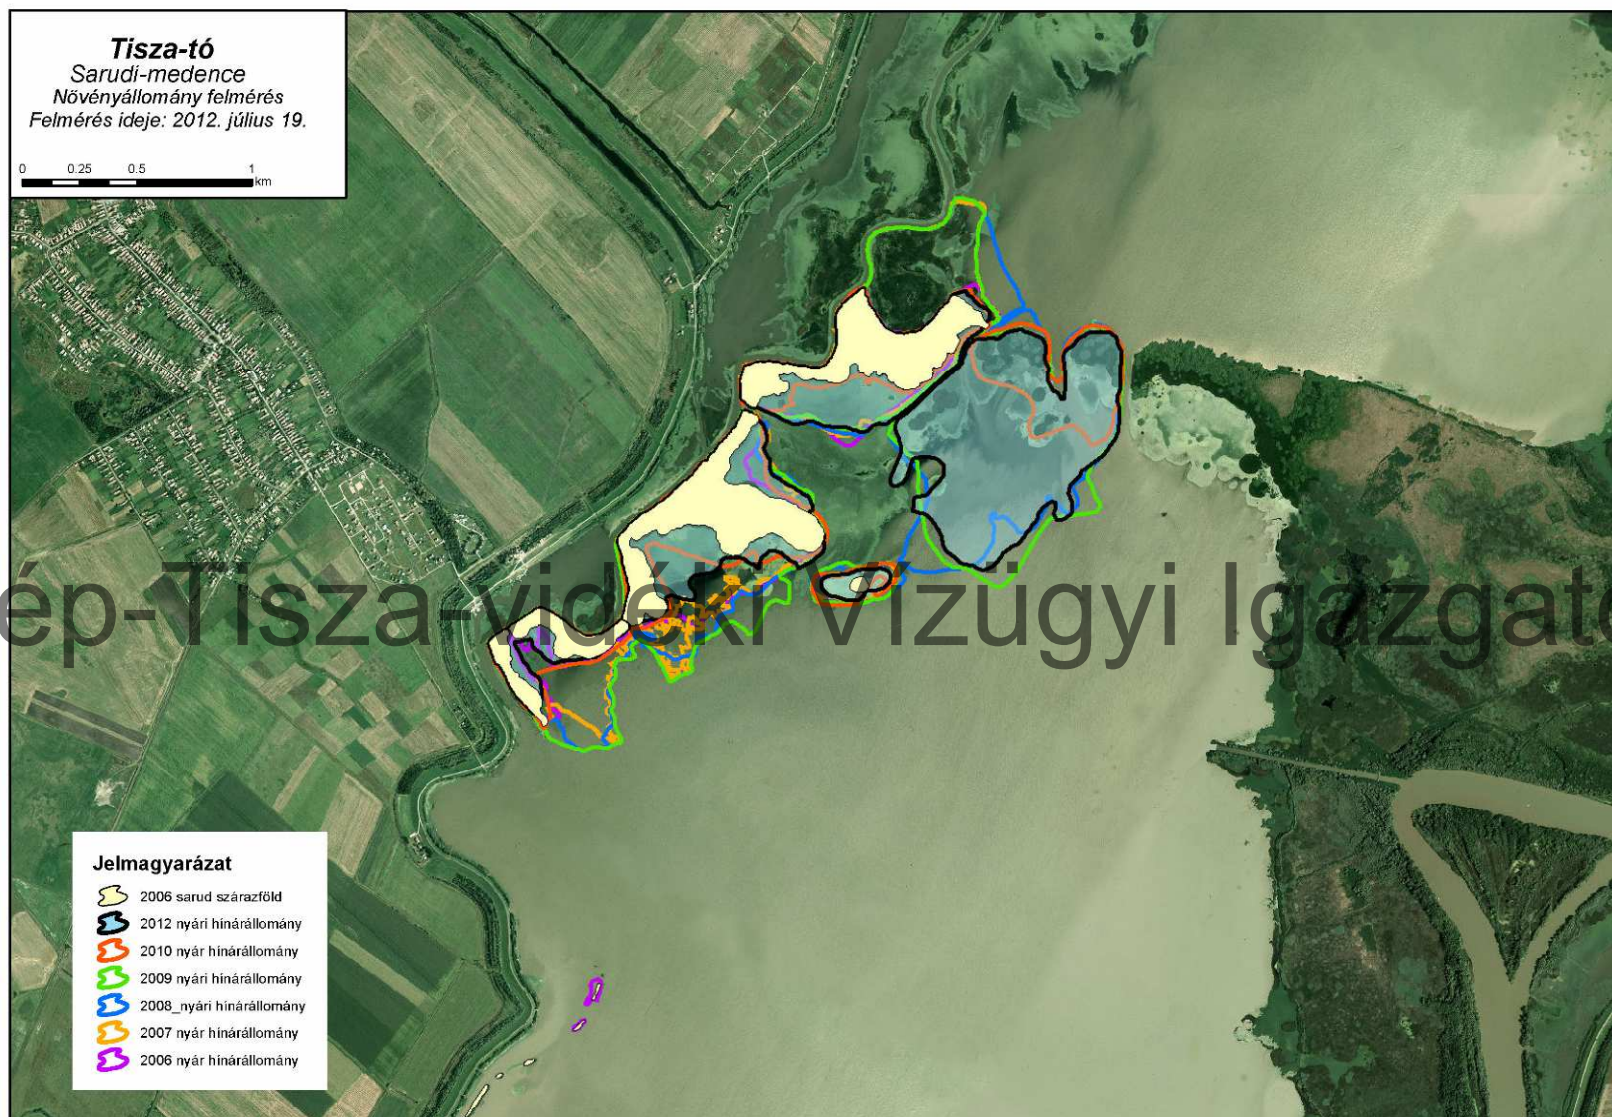 Tisza-tó
Sarudi-medence
Növényállomány felmérés
Felmérés ideje: 2012. július 19.
0 0.25 0.5 1
km
ép-Tisza-vidéki Vízügyi Igazgató
Jelmagyarázat
2006 sarud szárazföld
2012 nyári hínárállomány
2010 nyár hínárállomány
2009 nyári hínárállomány
2008_nyári hínárállomány
2007 nyár hínárállomány
2006 nyár hínárállomány